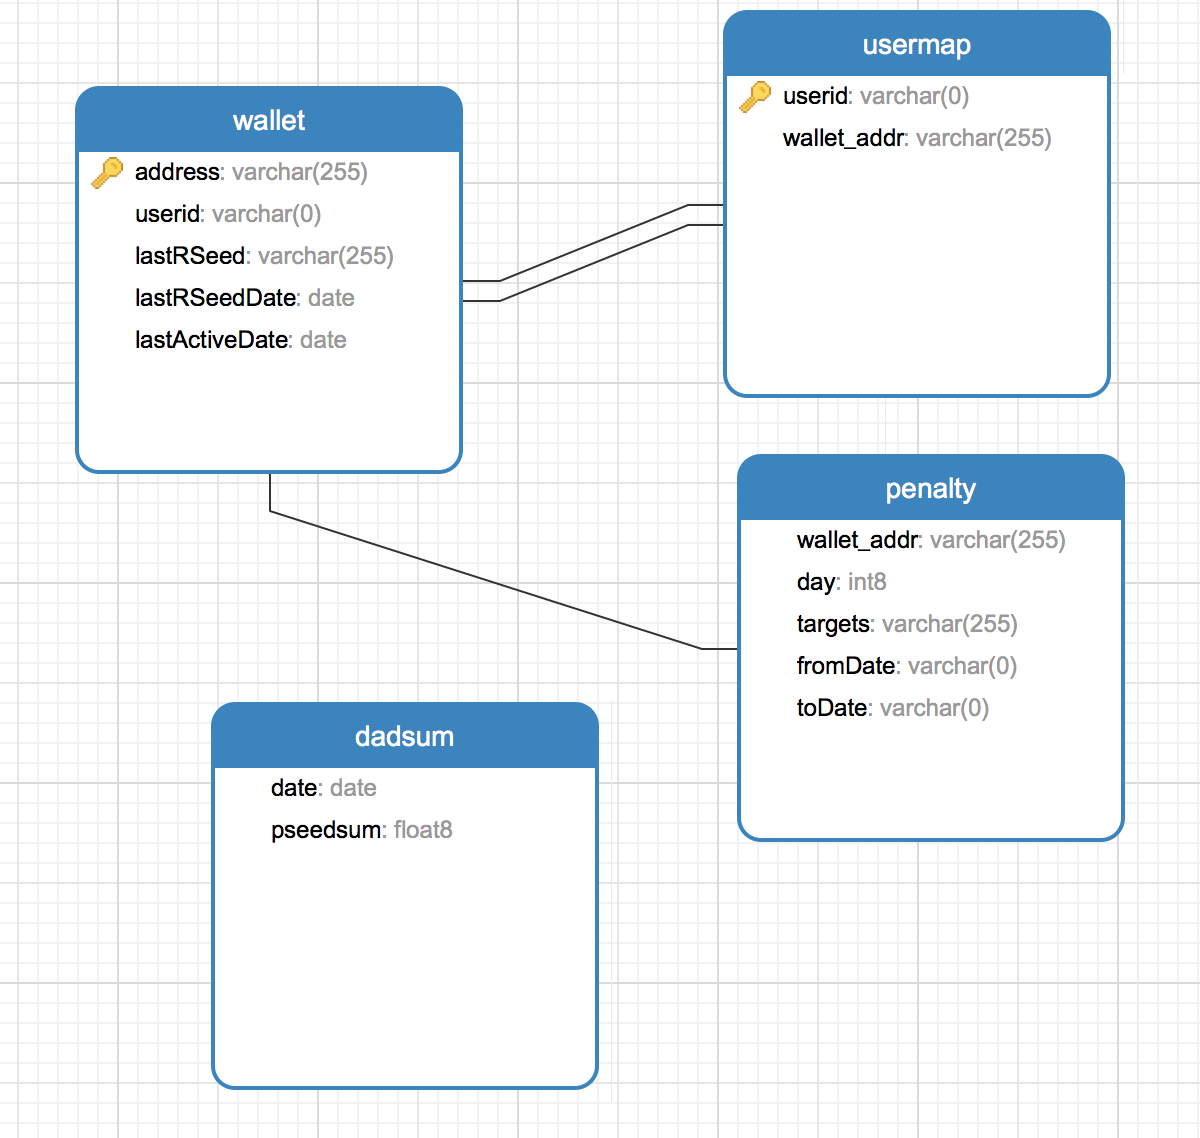 wallet
address: varchar(255)
userid: varchar(0)
lastRSeed: varchar(255)
lastRSeedDate: date
lastActiveDate: date
usermap
userid: varchar(0)
wallet_addr: varchar(255)
penalty
wallet_addr: varchar(255)
day: int8
targets: varchar(255)
fromDate: varchar(0)
toDate: varchar(0)
dadsum
date: date
pseedsum: float8